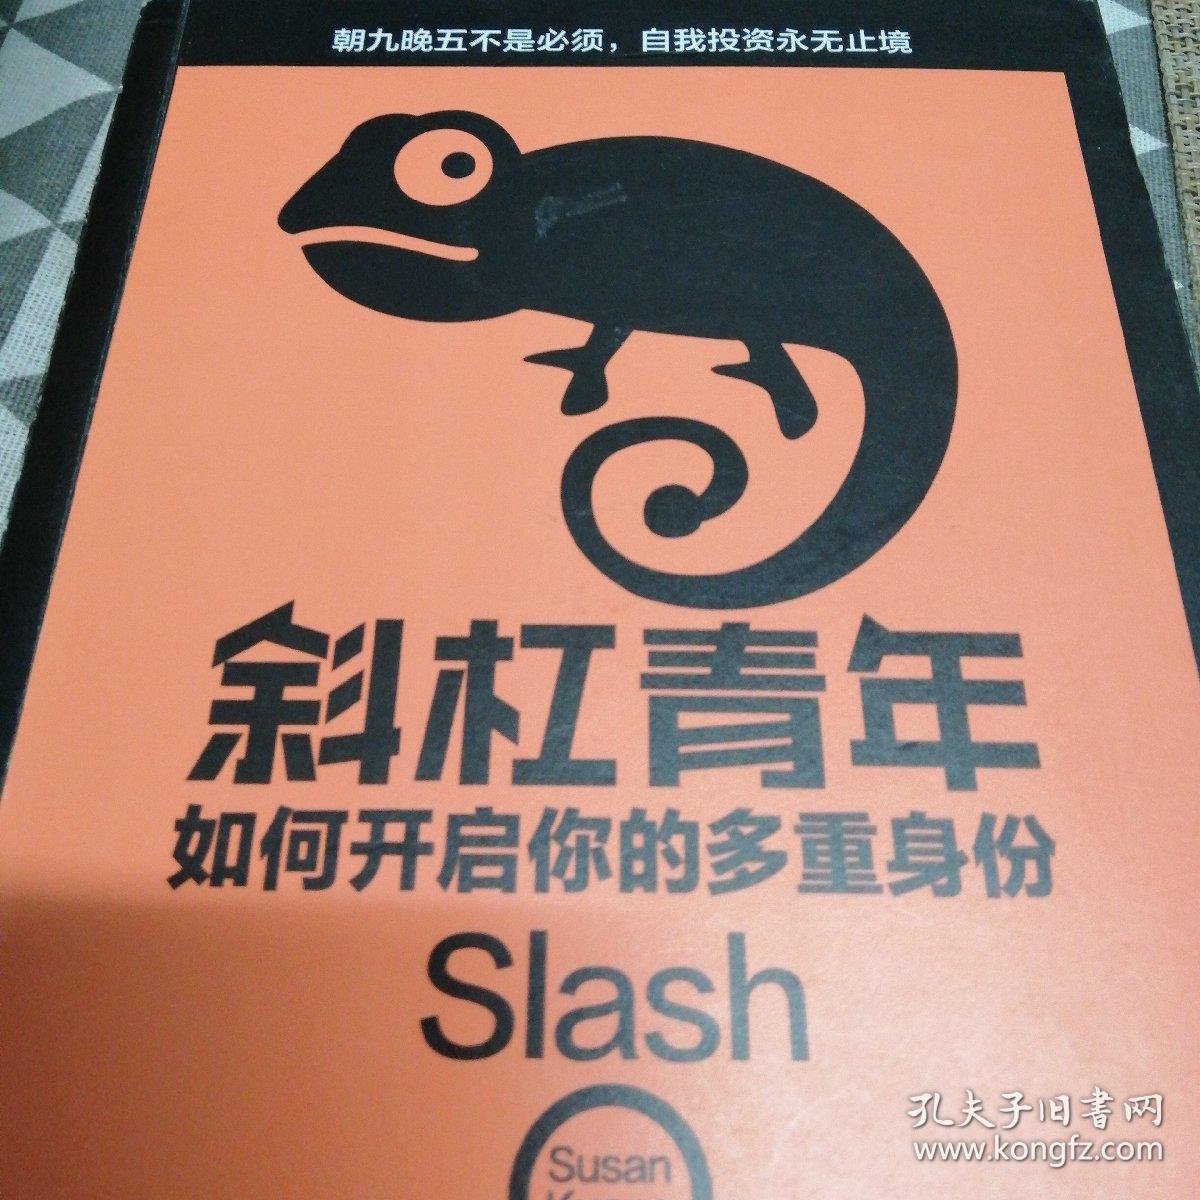 朝九晚五不是必须，自我投资永无止境
斜杠青年
如何开启你的多重身份
Slash
Susan
孔夫子旧書网
www.kongfz.com